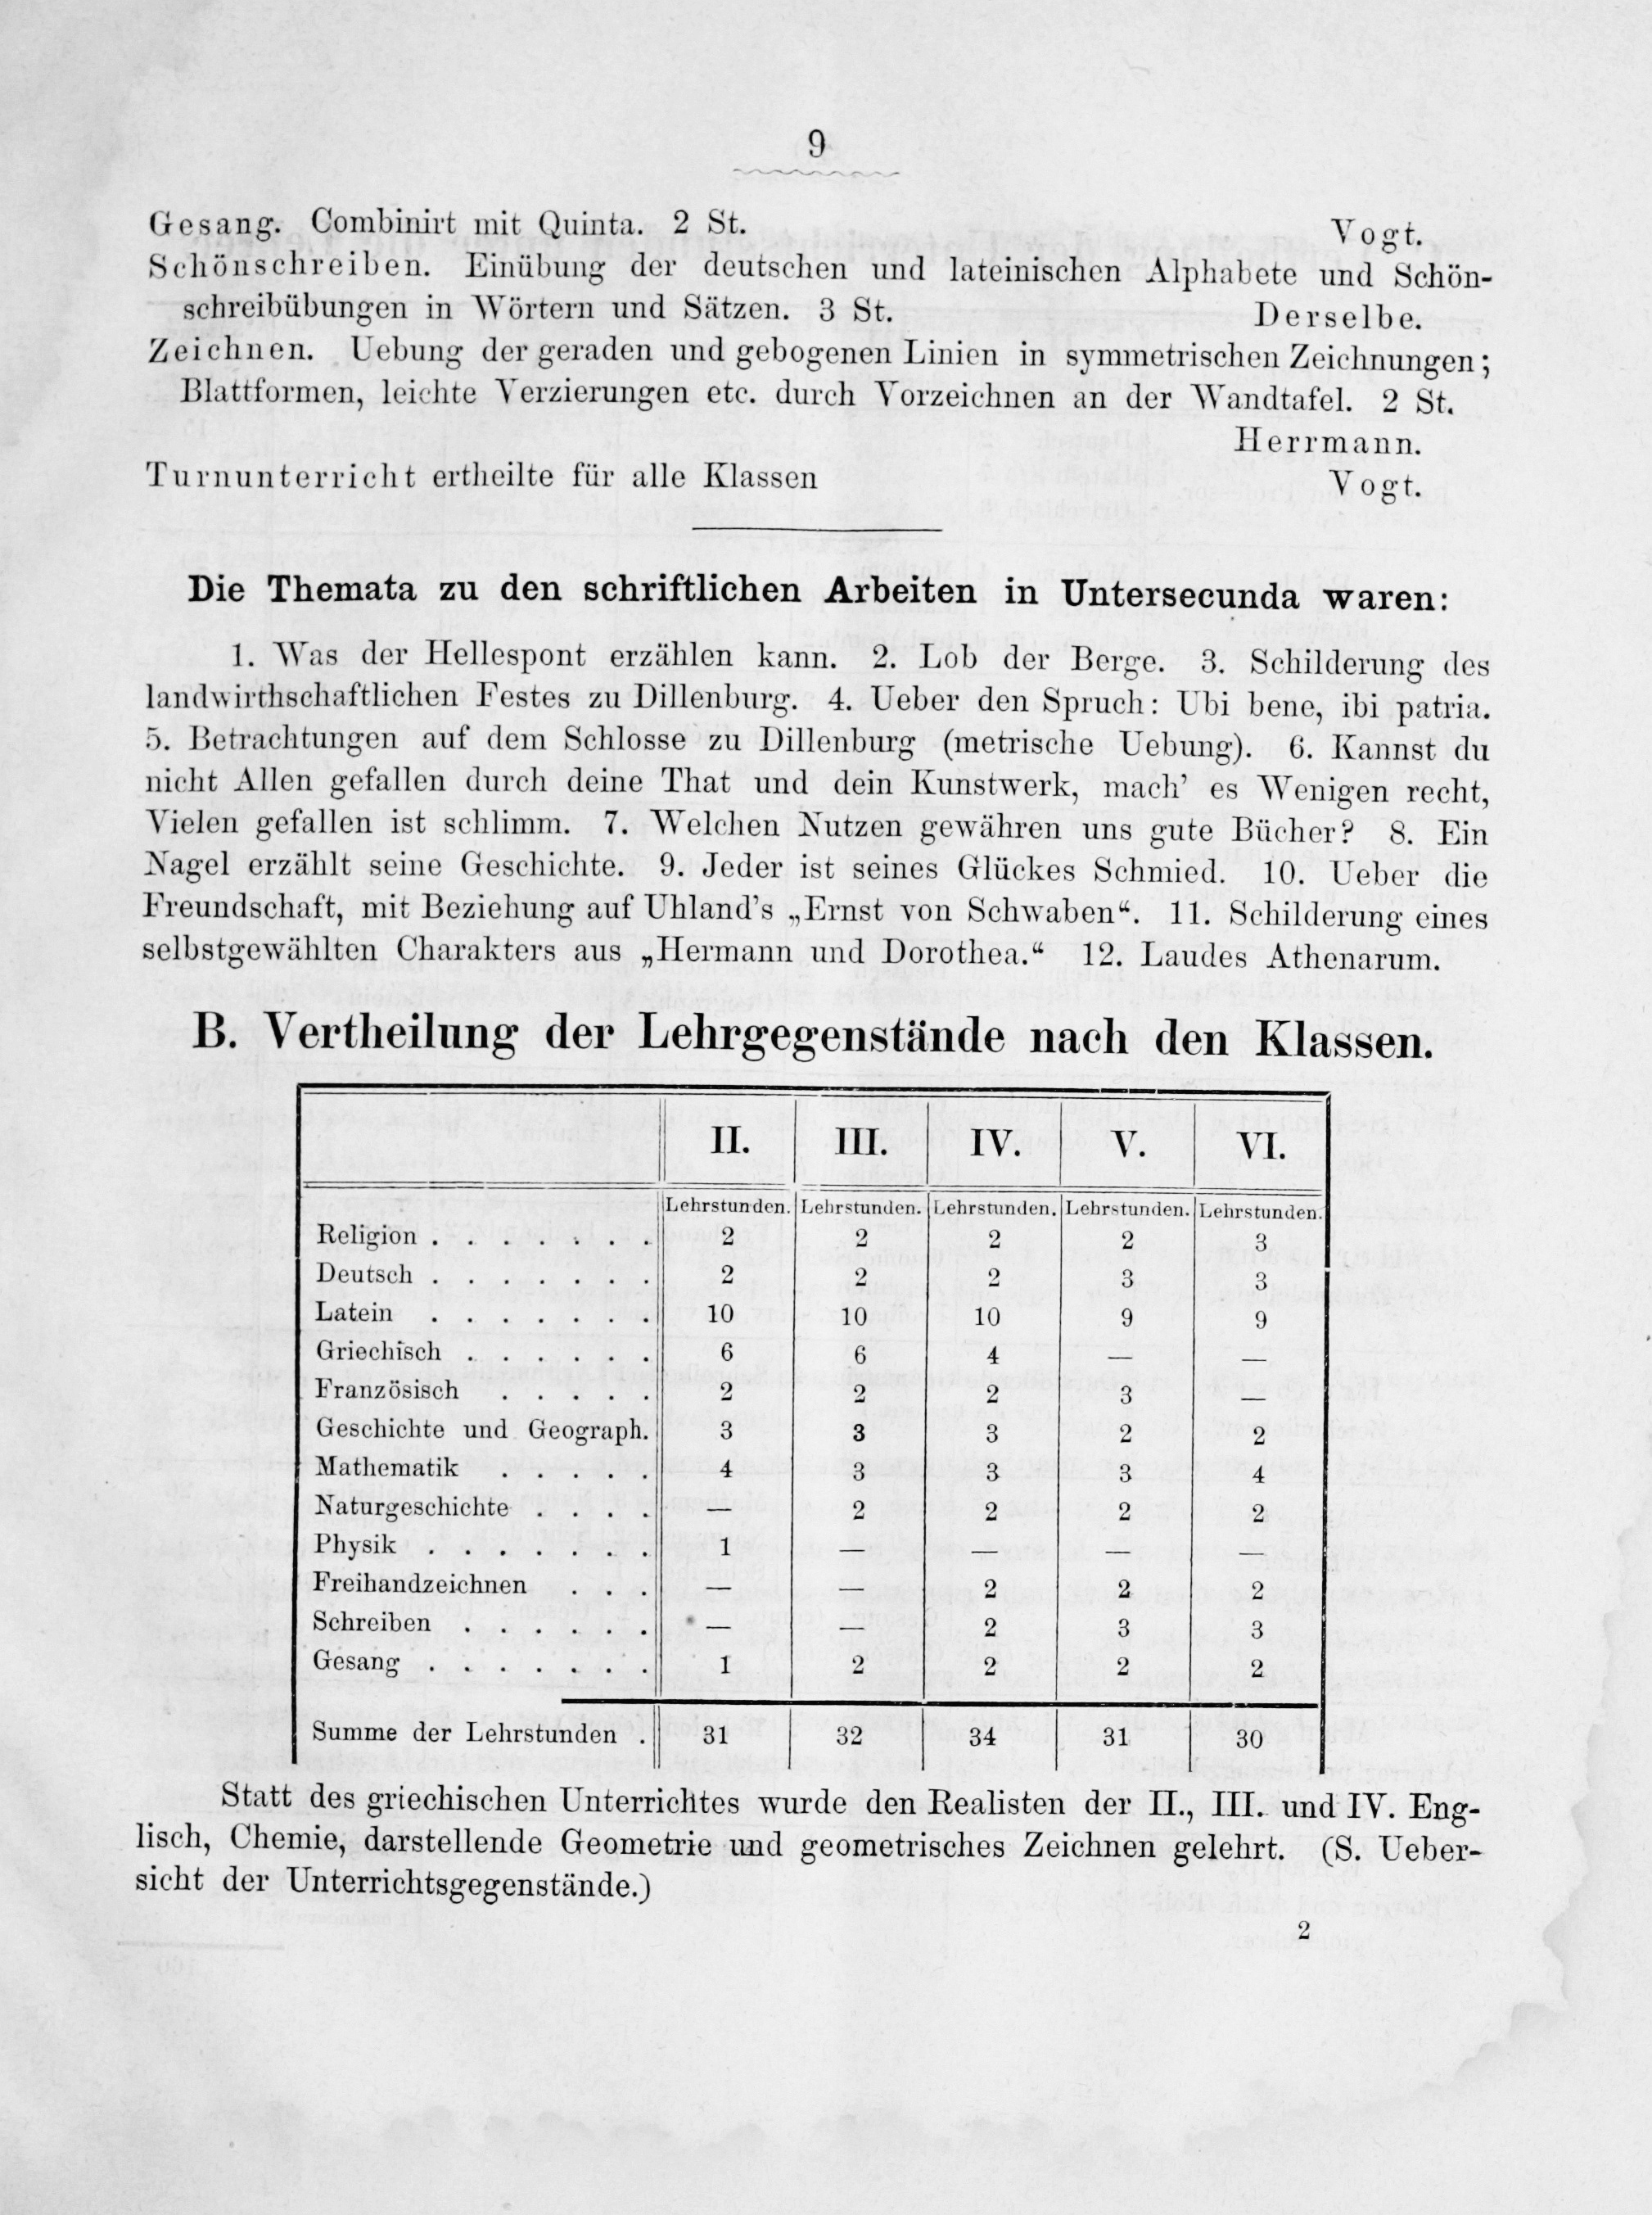 9
Gesang. Combinirt mit Quinta. 2 St. Vogt.
Schönschreiben. Einübung der deutschen und lateinischen Alphabete und Schön-
schreibübungen in Wörtern und Sätzen. 3 St. Derselbe.
Zeichnen. Uebung der geraden und gebogenen Linien in symmetrischen Zeichnungen;
Blattformen, leichte Verzierungen etc. durch Vorzeichnen an der Wandtafel. 2 St.
Herrmann.
Turnunterricht ertheilte für alle Klassen Vogt.
Die Themata zu den schriftlichen Arbeiten in Untersecunda waren:
1. Was der Hellespont erzählen kann. 2. Lob der Berge. 3. Schilderung des
landwirthschaftlichen Festes zu Dillenburg. 4. Ueber den Spruch: Ubi bene, ibi patria.
5. Betrachtungen auf dem Schlosse zu Dillenburg (metrische Uebung). 6. Kannst du
nicht Allen gefallen durch deine That und dein Kunstwerk, mach’ es Wenigen recht,
Vielen gefallen ist schlimm. 7. Welchen Nutzen gewähren uns gute Bücher? 8. Ein
Nagel erzählt seine Geschichte. 9. Jeder ist seines Glückes Schmied. 10. Ueber die
Freundschaft, mit Beziehung auf Uhland’s „Ernst von Schwaben“. 11. Schilderung eines
selbstgewählten Charakters aus „Hermann und Dorothea.“ 12. Laudes Athenarum.
B. Vertheilung der Lehrgegenstände nach den Klassen.
II. III. IV. V. VI.
Lehrstunden. Lehrstunden. Lehrstunden. Lehrstunden. Lehrstunden.
Religion . . . . . . . 2 2 2 2 3
Deutsch . . . . . . . 2 2 2 3 3
Latein . . . . . . . 10 10 10 9 9
Griechisch . . . . . . 6 6 4 — —
Französisch . . . . . 2 2 2 3 —
Geschichte und Geograph. 3 3 3 2 2
Mathematik . . . . . 4 3 3 3 4
Naturgeschichte . . . . — 2 2 2 2
Physik . . . . . . . 1 — — — —
Freihandzeichnen . . . — — 2 2 2
Schreiben . . . . . . — — 2 3 3
Gesang . . . . . . . 1 2 2 2 2
Summe der Lehrstunden . 31 32 34 31 30
Statt des griechischen Unterrichtes wurde den Realisten der II., III. und IV. Eng-
lisch, Chemie, darstellende Geometrie und geometrisches Zeichnen gelehrt. (S. Ueber-
sicht der Unterrichtsgegenstände.)
2